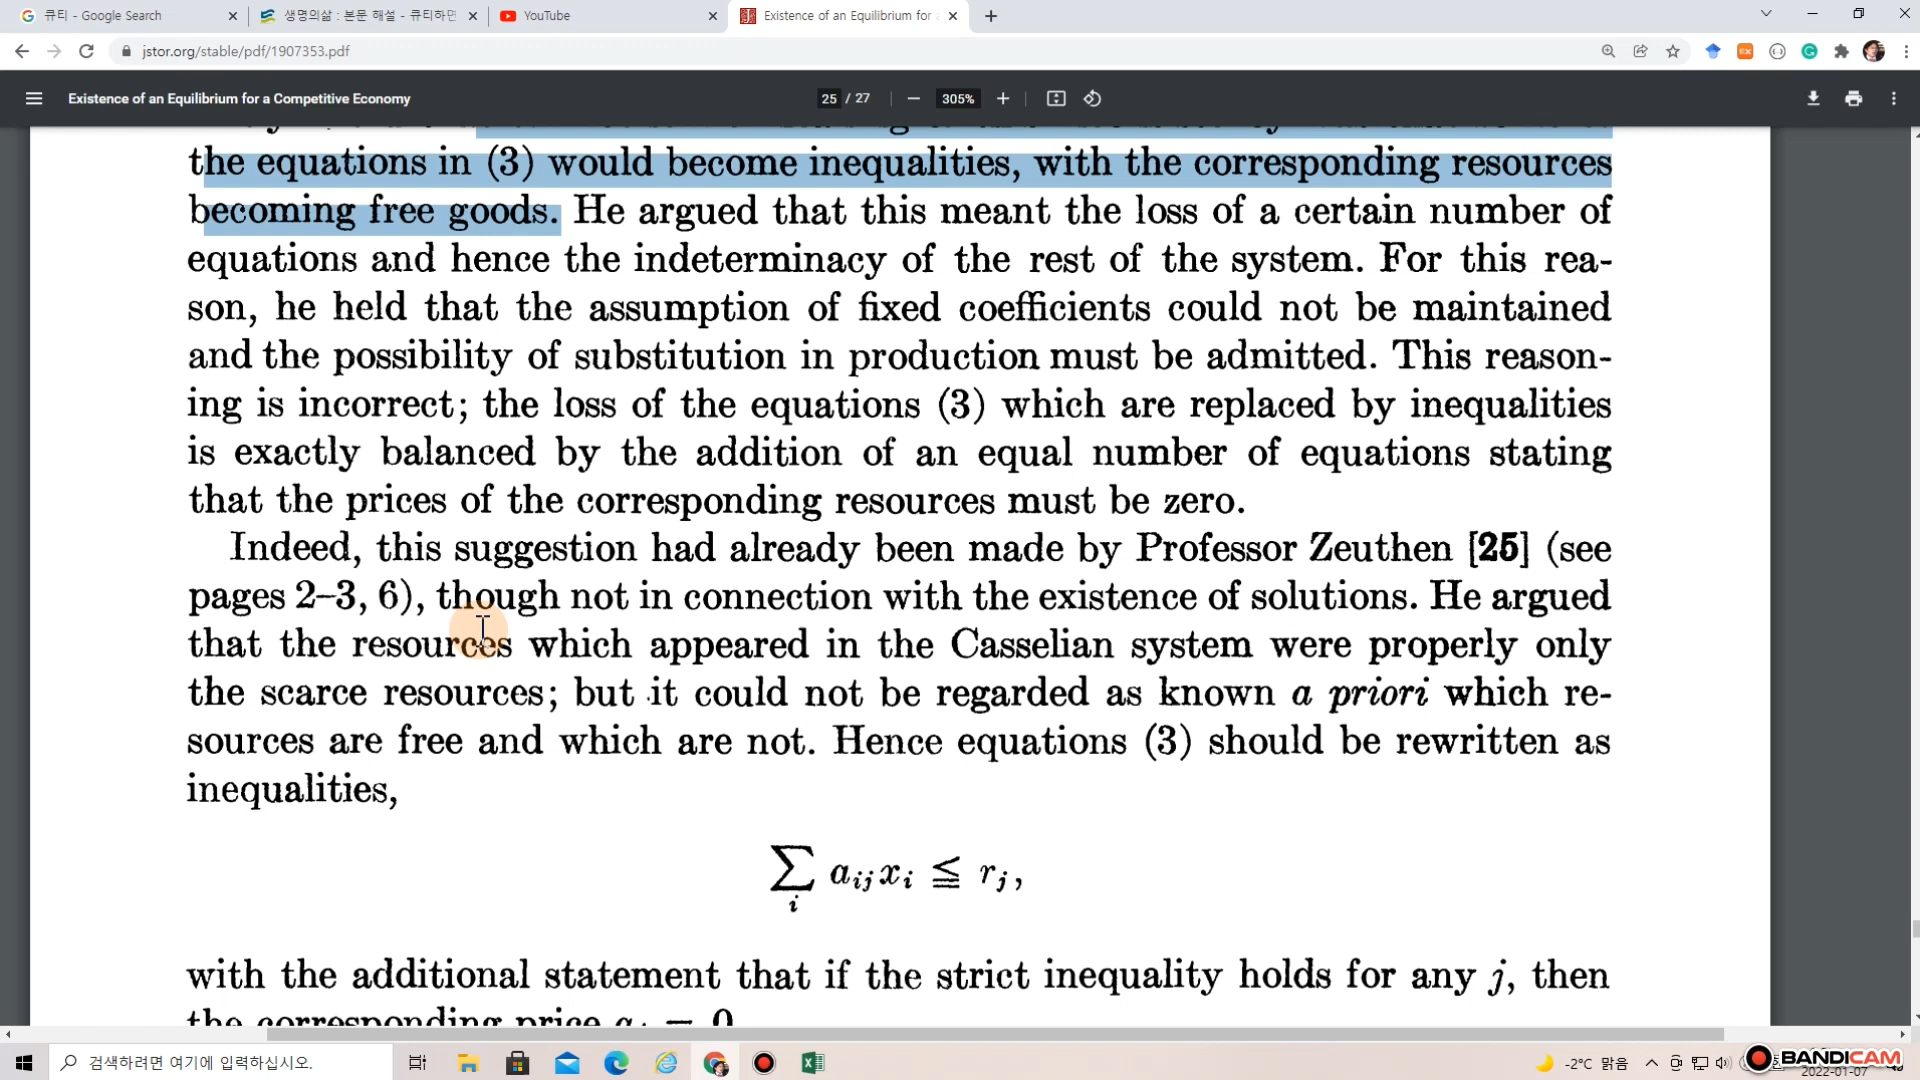 큐티 - Google Search
생명의삶 : 본문 해설 - 큐티하면
YouTube
Existence of an Equilibrium for a
jstor.org/stable/pdf/1907353.pdf
Existence of an Equilibrium for a Competitive Economy
25 / 27
305%
the equations in (3) would become inequalities, with the corresponding resources
becoming free goods. He argued that this meant the loss of a certain number of
equations and hence the indeterminacy of the rest of the system. For this rea-
son, he held that the assumption of fixed coefficients could not be maintained
and the possibility of substitution in production must be admitted. This reason-
ing is incorrect; the loss of the equations (3) which are replaced by inequalities
is exactly balanced by the addition of an equal number of equations stating
that the prices of the corresponding resources must be zero.
Indeed, this suggestion had already been made by Professor Zeuthen [25] (see
pages 2–3, 6), though not in connection with the existence of solutions. He argued
that the resources which appeared in the Casselian system were properly only
the scarce resources; but it could not be regarded as known a priori which re-
sources are free and which are not. Hence equations (3) should be rewritten as
inequalities,
∑ᵢ aᵢⱼxᵢ ≦ rⱼ,
with the additional statement that if the strict inequality holds for any j, then
the corresponding price
검색하려면 여기에 입력하십시오.
-2°C 맑음
BANDICAM
2022-01-07